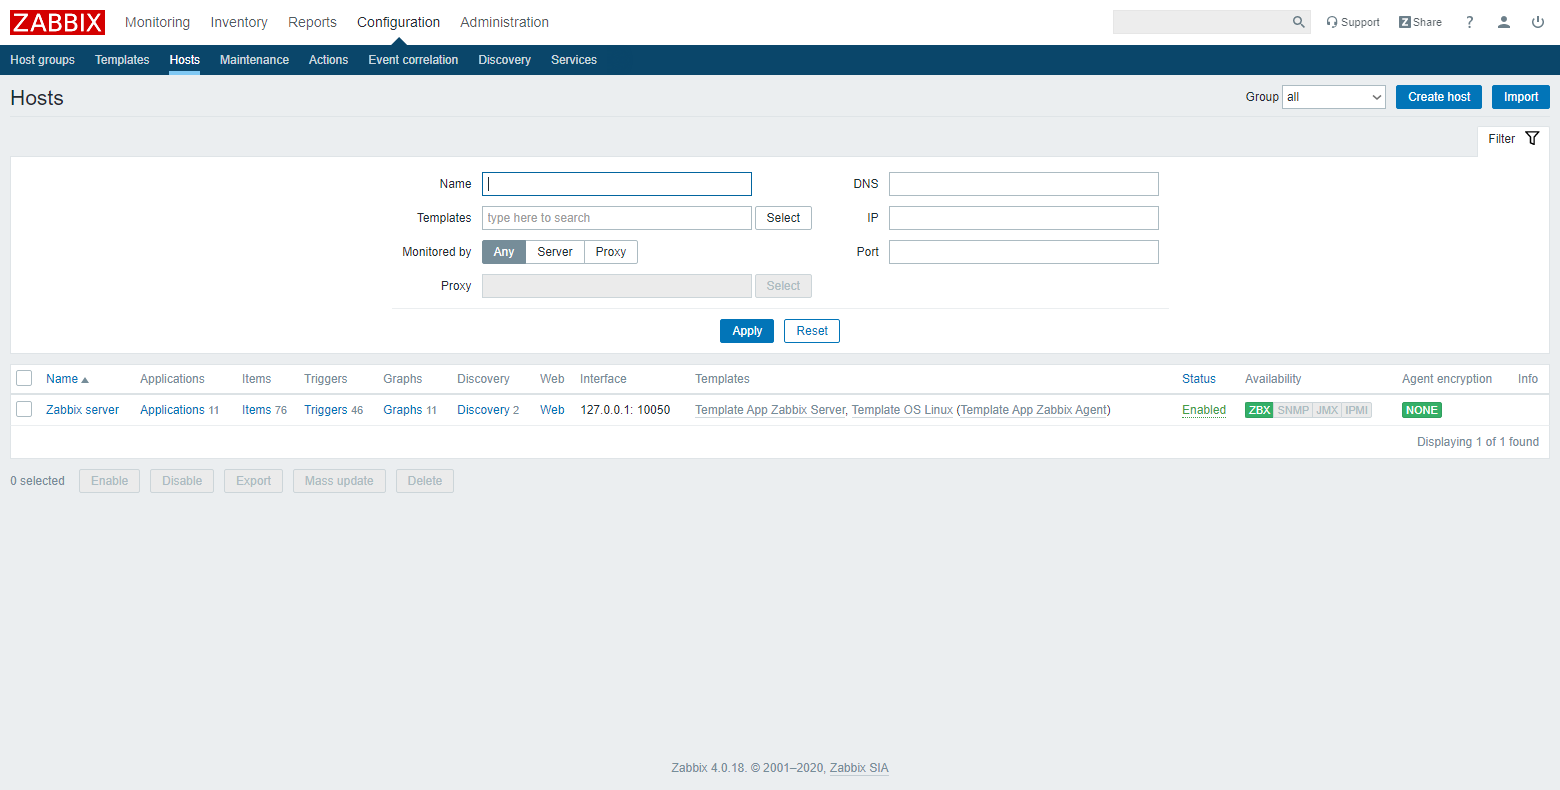 ZABBIX Monitoring Inventory Reports Configuration Administration Support Z Share ?
Host groups Templates Hosts Maintenance Actions Event correlation Discovery Services
Hosts Group all Create host Import
Filter
Name DNS
Templates type here to search Select IP
Monitored by Any Server Proxy Port
Proxy Select
Apply Reset
Name Applications Items Triggers Graphs Discovery Web Interface Templates Status Availability Agent encryption Info
Zabbix server Applications 11 Items 76 Triggers 46 Graphs 11 Discovery 2 Web 127.0.0.1: 10050 Template App Zabbix Server, Template OS Linux (Template App Zabbix Agent) Enabled ZBX SNMP JMX IPMI NONE
Displaying 1 of 1 found
0 selected Enable Disable Export Mass update Delete
Zabbix 4.0.18. © 2001–2020, Zabbix SIA